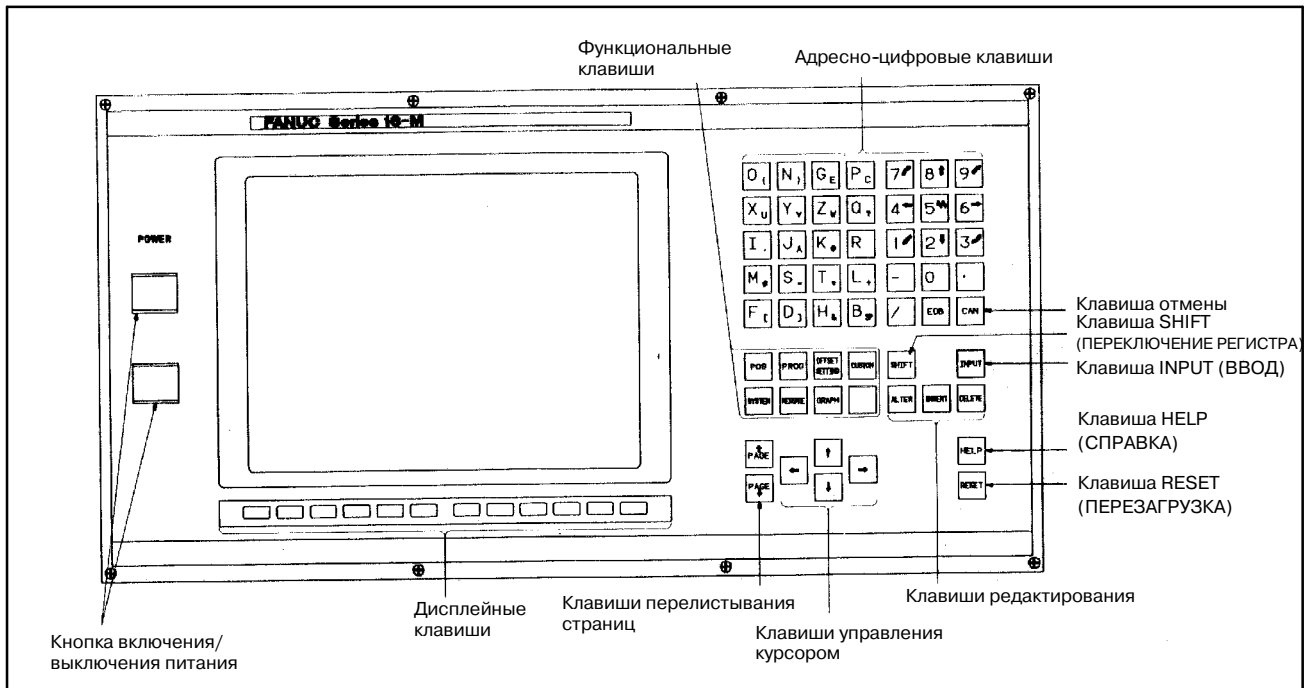 Функциональные
клавиши
Адресно-цифровые клавиши
FANUC Series 16-M
POWER
O ( N ) G E P C 7 8 9
X U Y V Z W Q ? 4 5 6
I , J A K R 1 2 3
M # S = T * L + - 0 .
F [ D ] H & B SP / EOB CAN
Клавиша отмены
Клавиша SHIFT
(ПЕРЕКЛЮЧЕНИЕ РЕГИСТРА)
Клавиша INPUT (ВВОД)
POS PROG OFFSET SETTING CUSTOM SHIFT INPUT
SYSTEM MESSAGE GRAPH ALTER INSERT DELETE
Клавиша HELP
(СПРАВКА)
PAGE HELP
PAGE RESET
Клавиша RESET
(ПЕРЕЗАГРУЗКА)
Кнопка включения/
выключения питания
Дисплейные
клавиши
Клавиши перелистывания
страниц
Клавиши управления
курсором
Клавиши редактирования